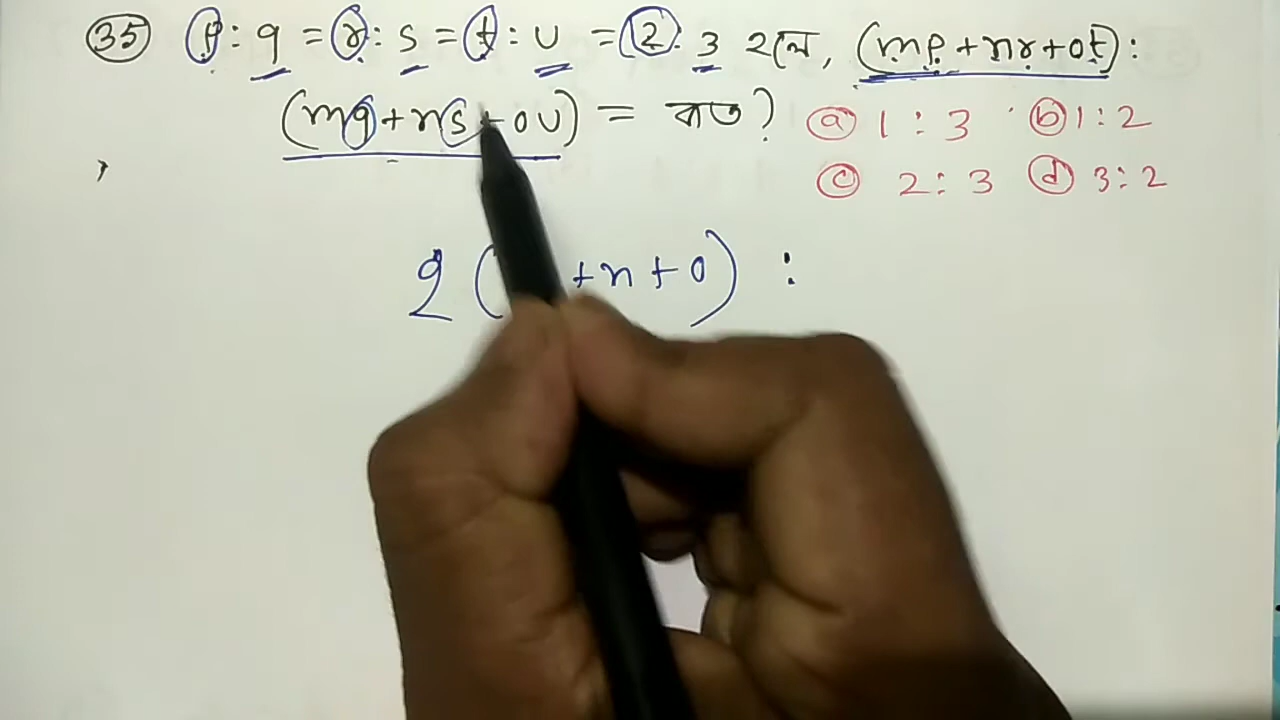 35 p : q = r : s = t : u = 2 : 3 হলে, (mp + nr + ot) :
(mq + ns + ou) = কত ?
a 1 : 3 b 1 : 2
c 2 : 3 d 3 : 2
2 ( + n + o) :